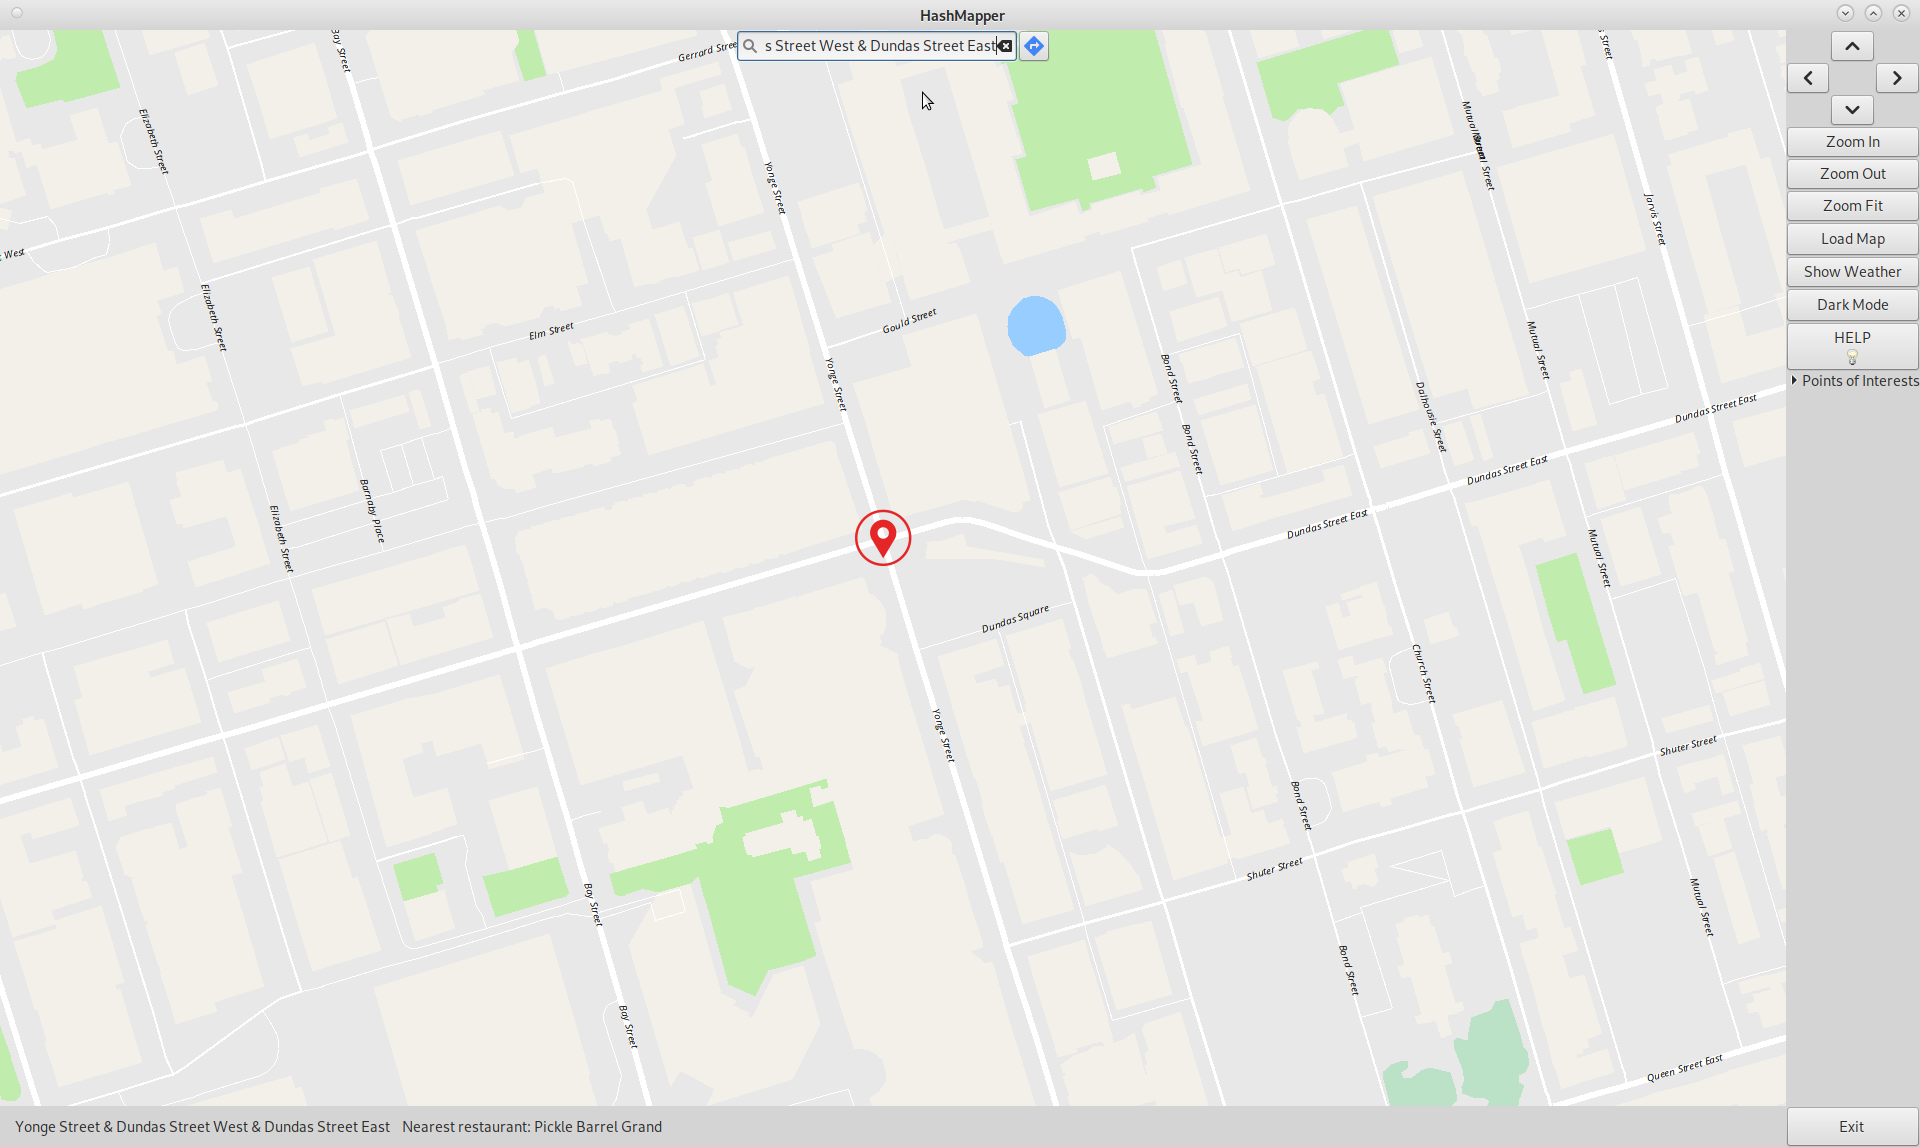 HashMapper
s Street West & Dundas Street East
Zoom In
Zoom Out
Zoom Fit
Load Map
Show Weather
Dark Mode
HELP
Points of Interests
Exit
Bay Street
Gerrard Stree
s Street
Elizabeth Street
Mutual Street
Yonge Street
Jarvis Street
West
Elizabeth Street
Elm Street
Gould Street
Mutual Street
Yonge Street
Bond Street
Dalhousie Street
Dundas Street East
Bond Street
Dundas Street East
Barnaby Place
Elizabeth Street
Dundas Street East
Mutual Street
Dundas Square
Church Street
Yonge Street
Shuter Street
Bond Street
Shuter Street
Bay Street
Mutual Street
Bond Street
Bay Street
Queen Street East
Yonge Street & Dundas Street West & Dundas Street East Nearest restaurant: Pickle Barrel Grand